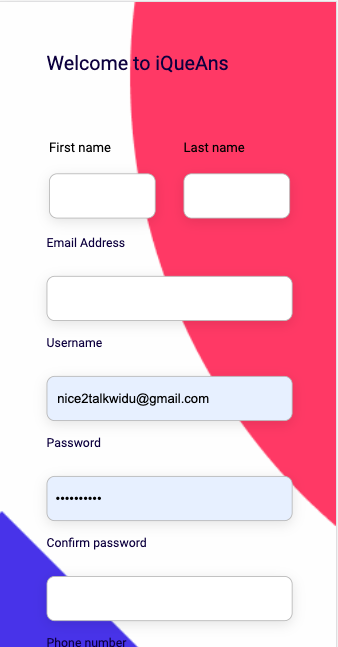 Welcome to iQueAns
First name Last name
Email Address
Username
nice2talkwidu@gmail.com
Password
••••••••••
Confirm password
Phone number